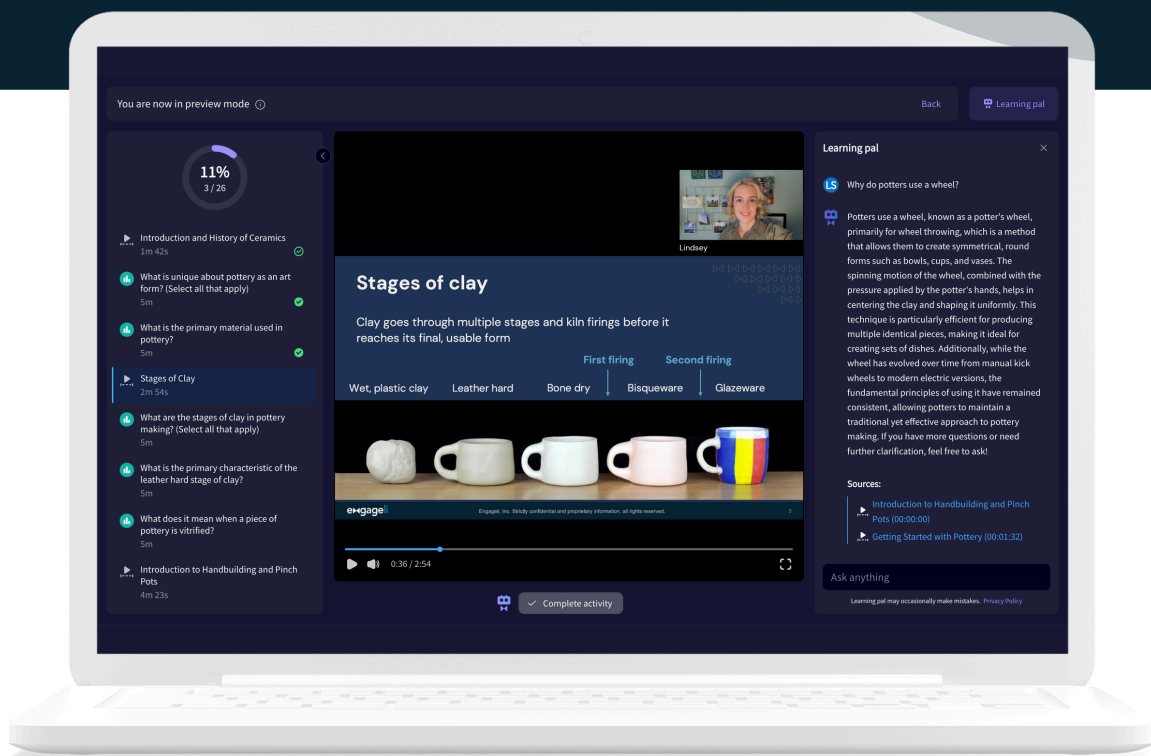 You are now in preview mode
Back
Learning pal
11%
3 / 26
Introduction and History of Ceramics
1m 42s
What is unique about pottery as an art
form? (Select all that apply)
5m
What is the primary material used in
pottery?
5m
Stages of Clay
2m 54s
What are the stages of clay in pottery
making? (Select all that apply)
5m
What is the primary characteristic of the
leather hard stage of clay?
5m
What does it mean when a piece of
pottery is vitrified?
5m
Introduction to Handbuilding and Pinch
Pots
4m 23s
Lindsey
Stages of clay
Clay goes through multiple stages and kiln firings before it
reaches its final, usable form
First firing Second firing
Wet, plastic clay Leather hard Bone dry Bisqueware Glazeware
engageli
Engageli, Inc. Strictly confidential and proprietary information, all rights reserved.
3
0:36 / 2:54
Complete activity
Learning pal
LS
Why do potters use a wheel?
Potters use a wheel, known as a potter's wheel,
primarily for wheel throwing, which is a method
that allows them to create symmetrical, round
forms such as bowls, cups, and vases. The
spinning motion of the wheel, combined with the
pressure applied by the potter's hands, helps in
centering the clay and shaping it uniformly. This
technique is particularly efficient for producing
multiple identical pieces, making it ideal for
creating sets of dishes. Additionally, while the
wheel has evolved over time from manual kick
wheels to modern electric versions, the
fundamental principles of using it have remained
consistent, allowing potters to maintain a
traditional yet effective approach to pottery
making. If you have more questions or need
further clarification, feel free to ask!
Sources:
Introduction to Handbuilding and Pinch
Pots (00:00:00)
Getting Started with Pottery (00:01:32)
Ask anything
Learning pal may occasionally make mistakes. Privacy Policy